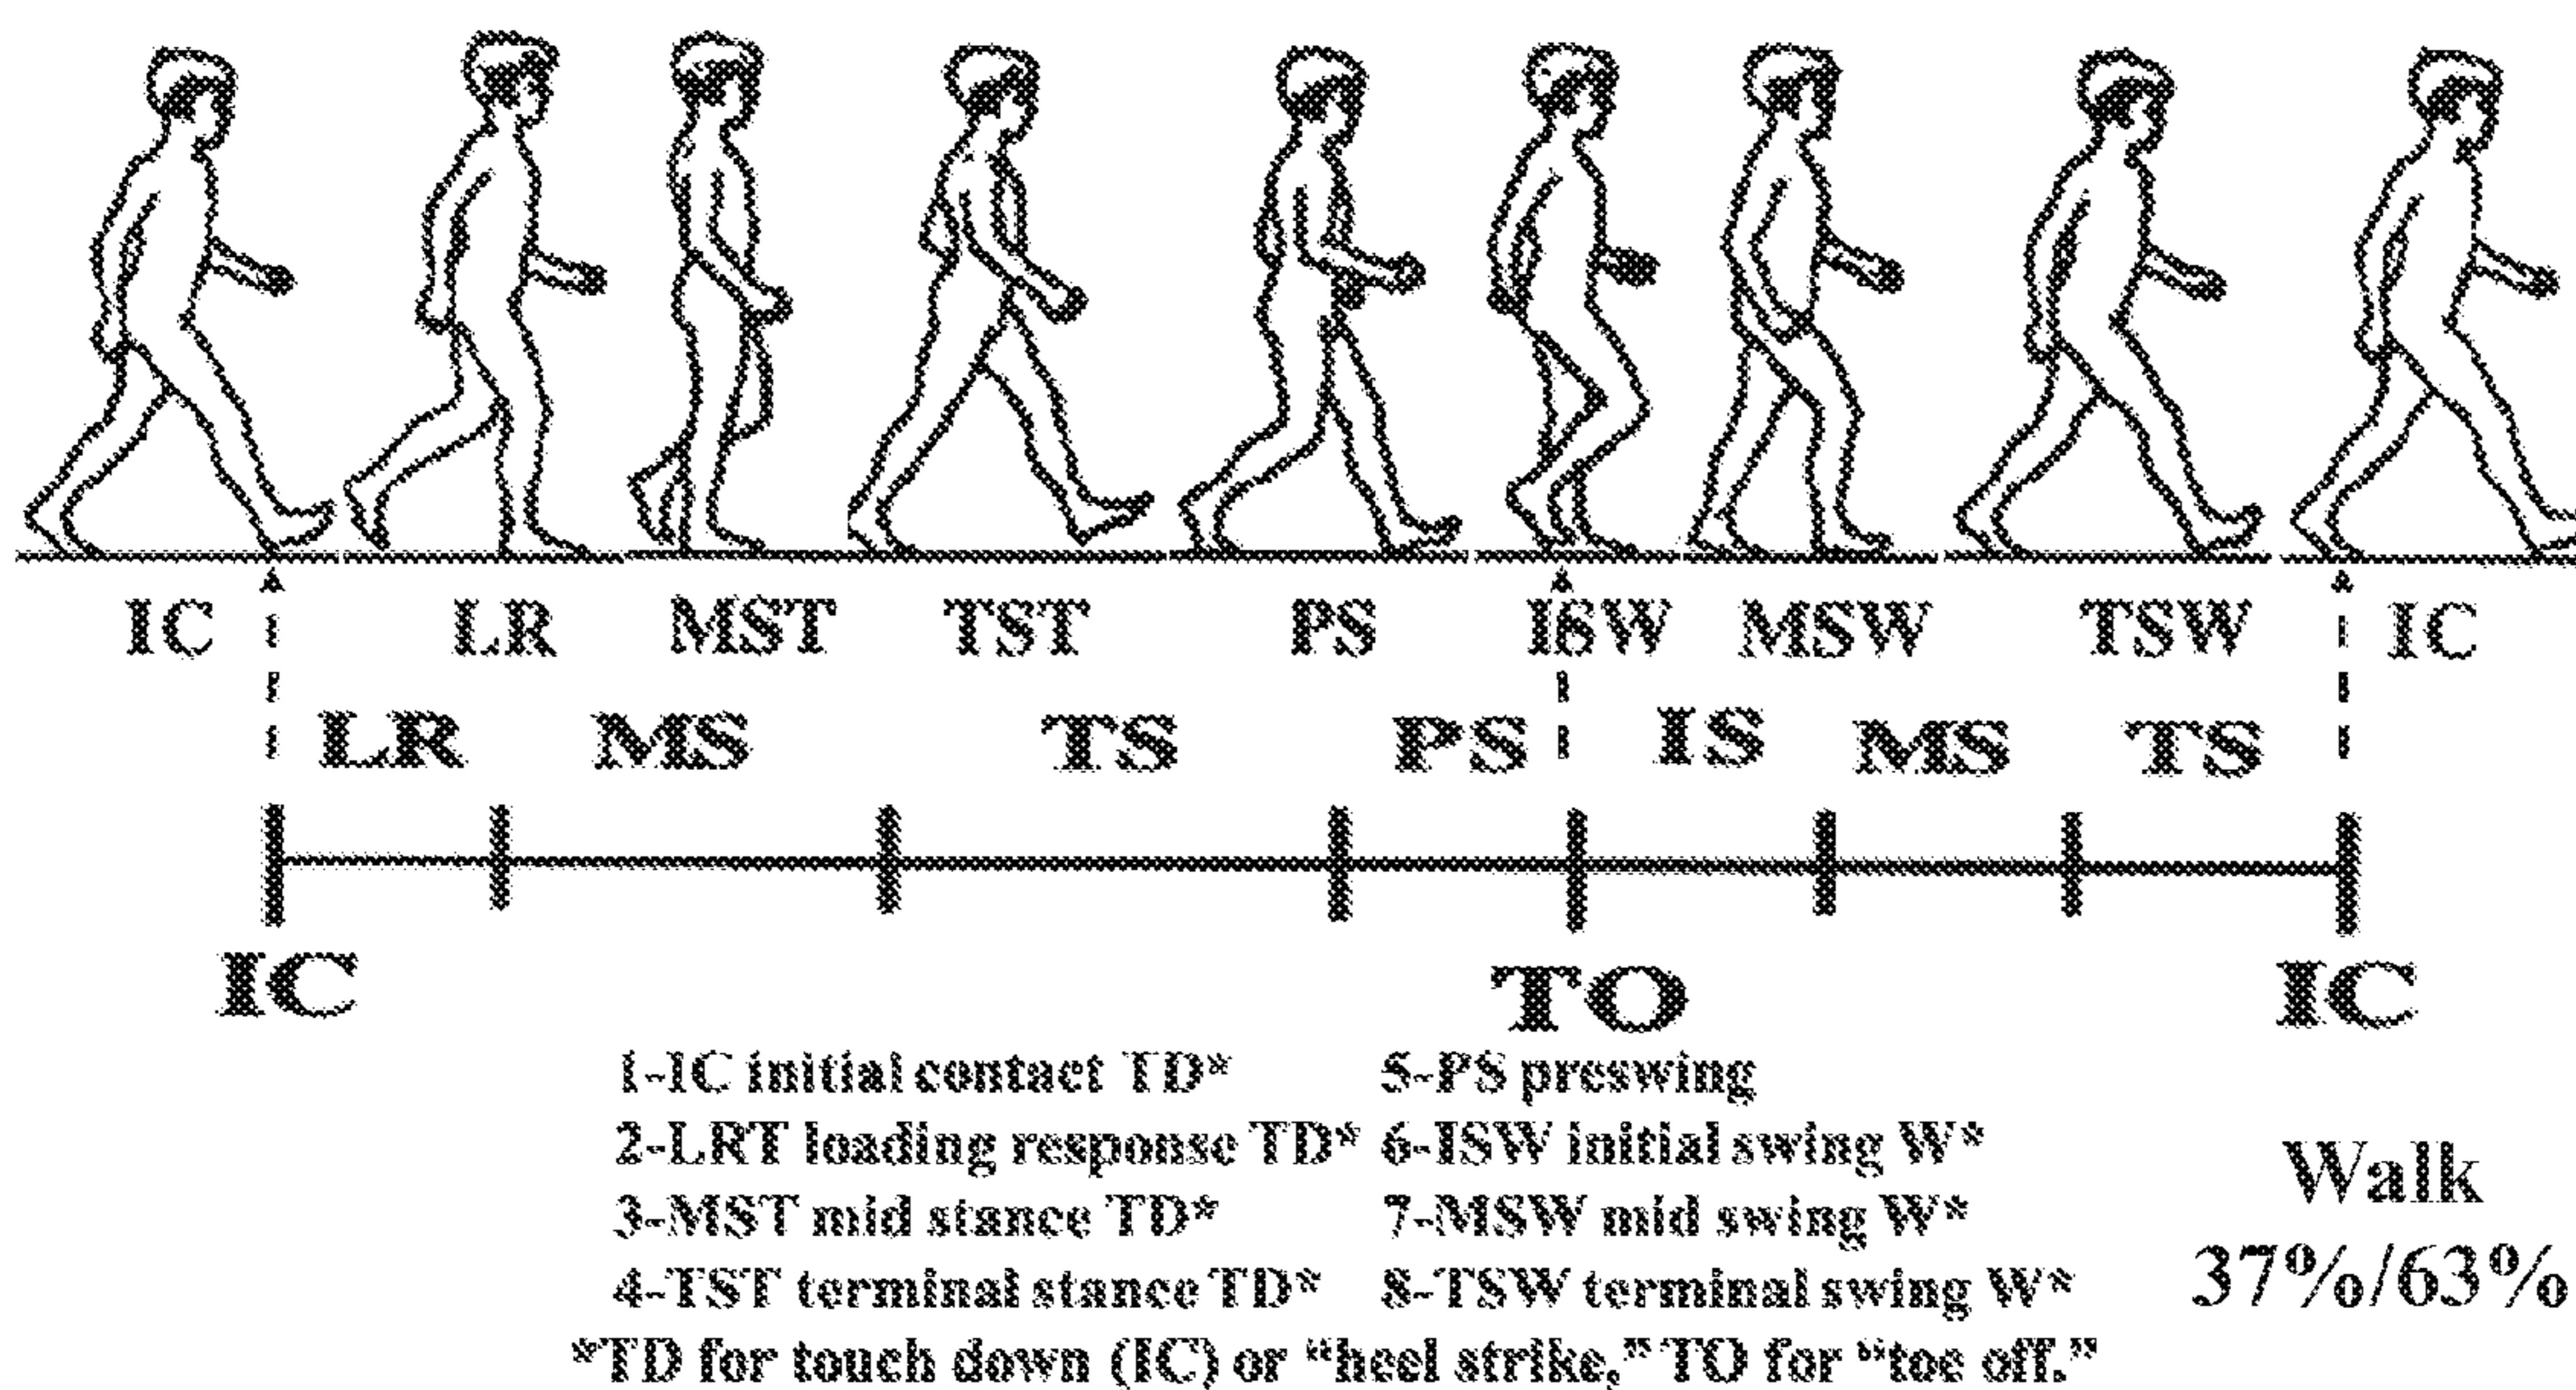 IC LR MST TST PS ISW MSW TSW IC
LR MS TS PS IS MS TS
IC TO IC
1-IC initial contact TD* 5-PS preswing
2-LRT loading response TD* 6-ISW initial swing W*
3-MST mid stance TD* 7-MSW mid swing W*
4-TST terminal stance TD* 8-TSW terminal swing W*
Walk
37%/63%
*TD for touch down (IC) or “heel strike,” TO for “toe off.”